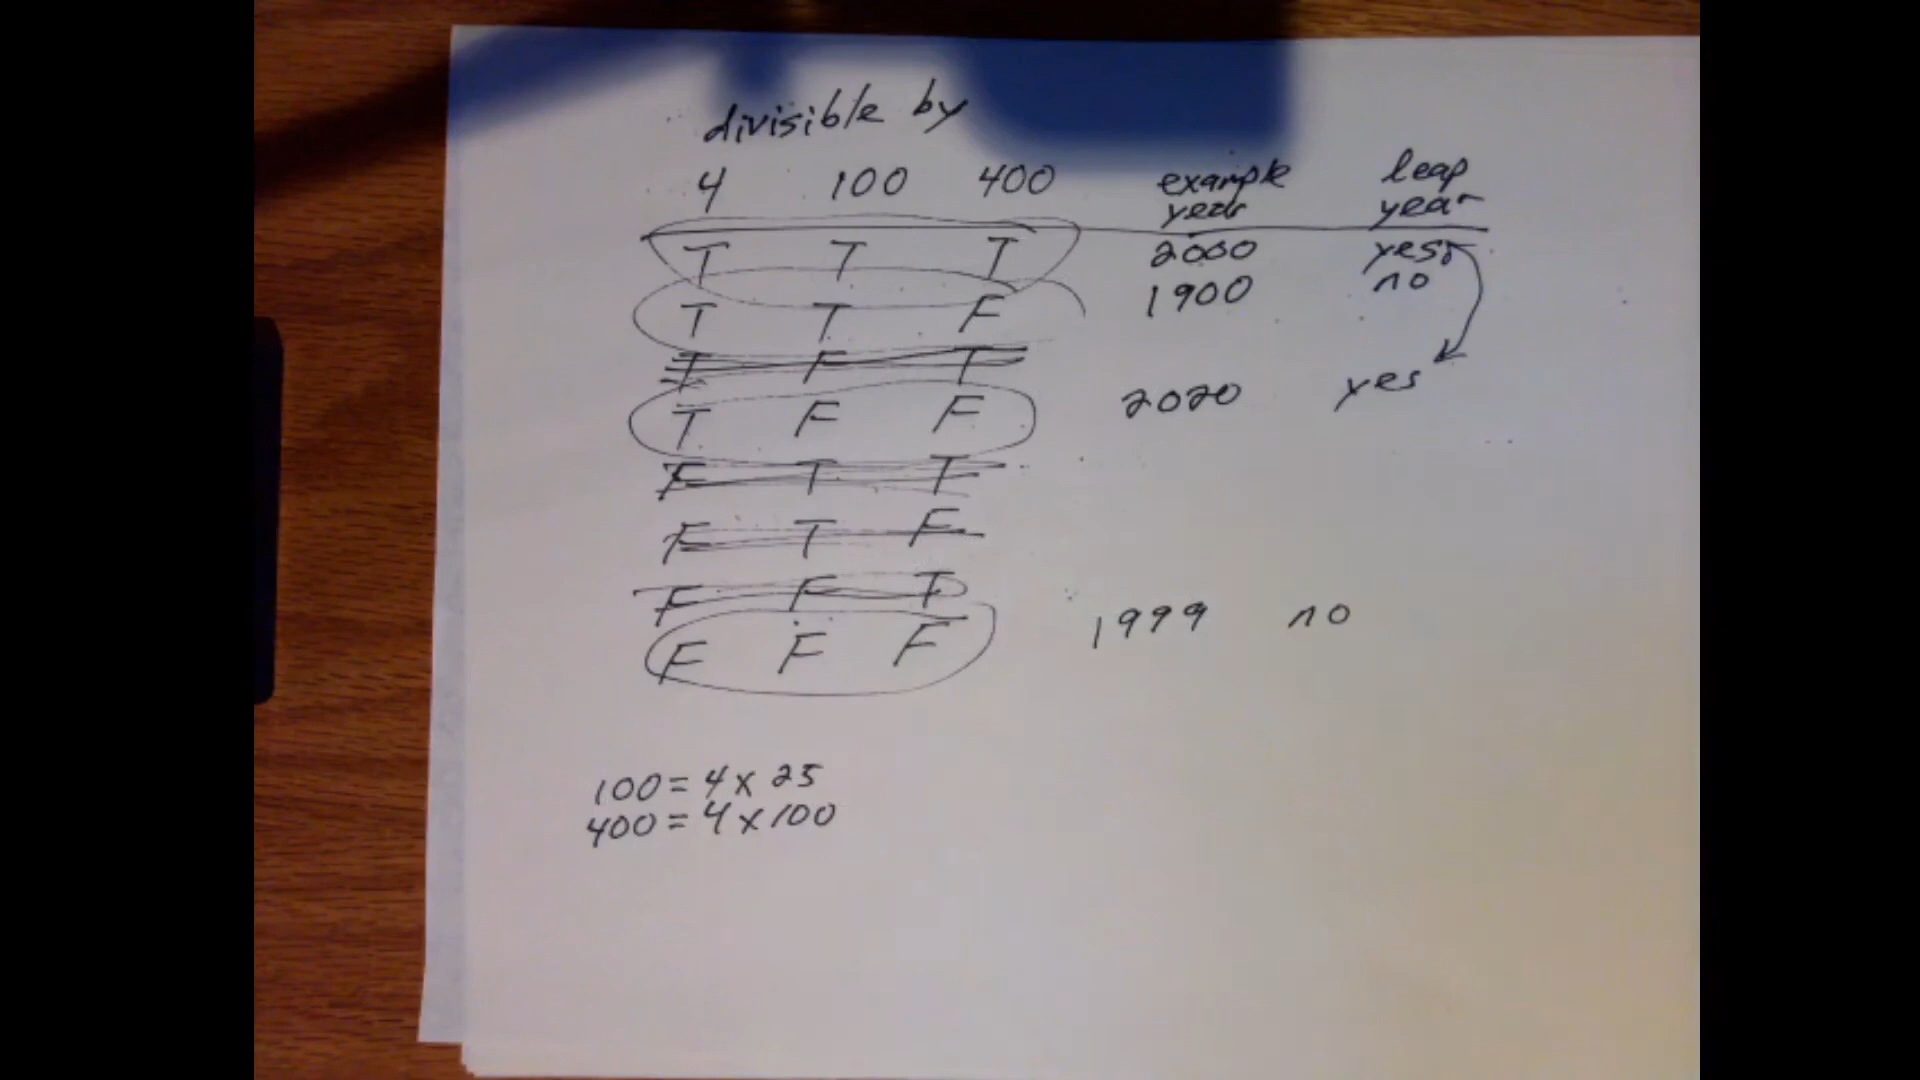 divisible by
4 100 400 example year leap year
T T T 2000 yes
T T F 1900 no
T F T
T F F 2020 yes
F T T
F T F
F F T
F F F 1999 no
100 = 4 x 25
400 = 4 x 100